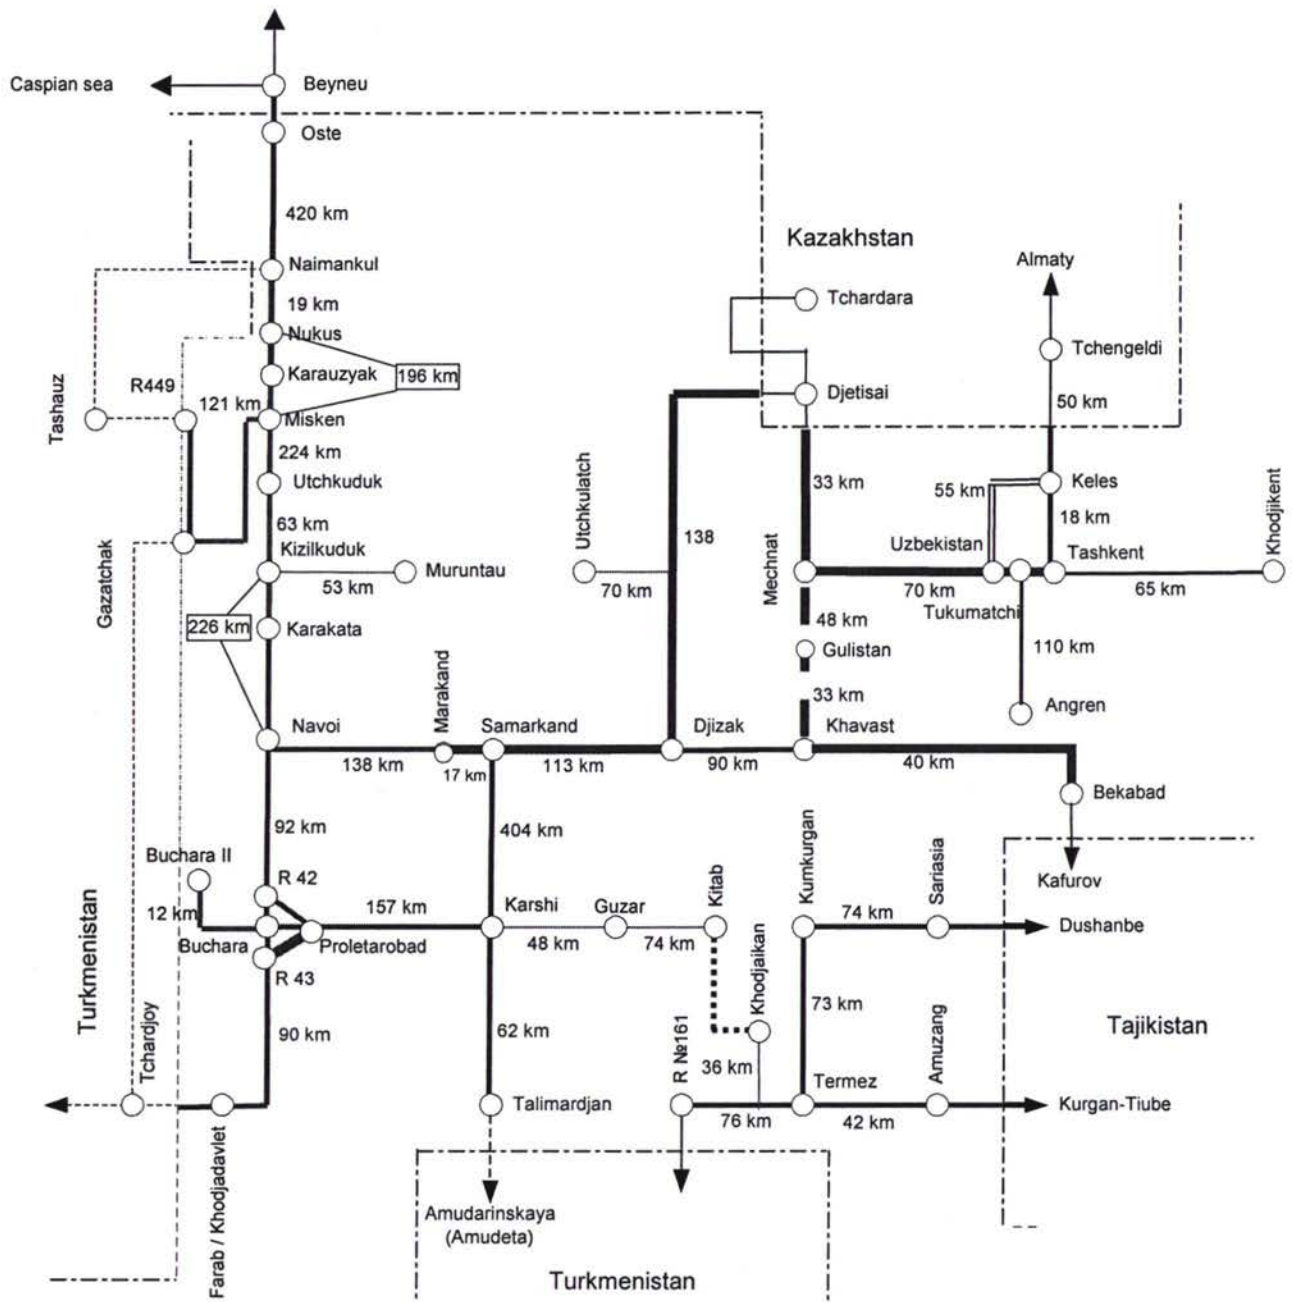 Caspian sea
Beyneu
Oste
420 km
Kazakhstan
Almaty
Naimankul
Tchardara
19 km
Nukus
Tchengeldi
Karauzyak
196 km
R449
Djetisai
50 km
Tashauz
121 km
Misken
224 km
Utchkuduk
Utchkulatch
33 km
55 km
Keles
63 km
138
18 km
Khodjikent
Gazatchak
Kizilkuduk
Mechnat
Uzbekistan
Tashkent
Muruntau
53 km
70 km
70 km
65 km
Tukumatchi
226 km
Karakata
48 km
Gulistan
110 km
Marakand
33 km
Angren
Navoi
Samarkand
Djizak
Khavast
138 km
17 km
113 km
90 km
40 km
Bekabad
92 km
404 km
Buchara II
Kumkurgan
Sariasia
R 42
Kafurov
Kitab
12 km
157 km
Karshi
Guzar
74 km
Dushanbe
Buchara
Proletarobad
48 km
74 km
R 43
Khodjaikan
Turkmenistan
90 km
62 km
73 km
Tajikistan
Tchardjoy
R №161
36 km
Amuzang
Termez
Talimardjan
76 km
42 km
Kurgan-Tiube
Farab / Khodjadavlet
Amudarinskaya
(Amudeta)
Turkmenistan